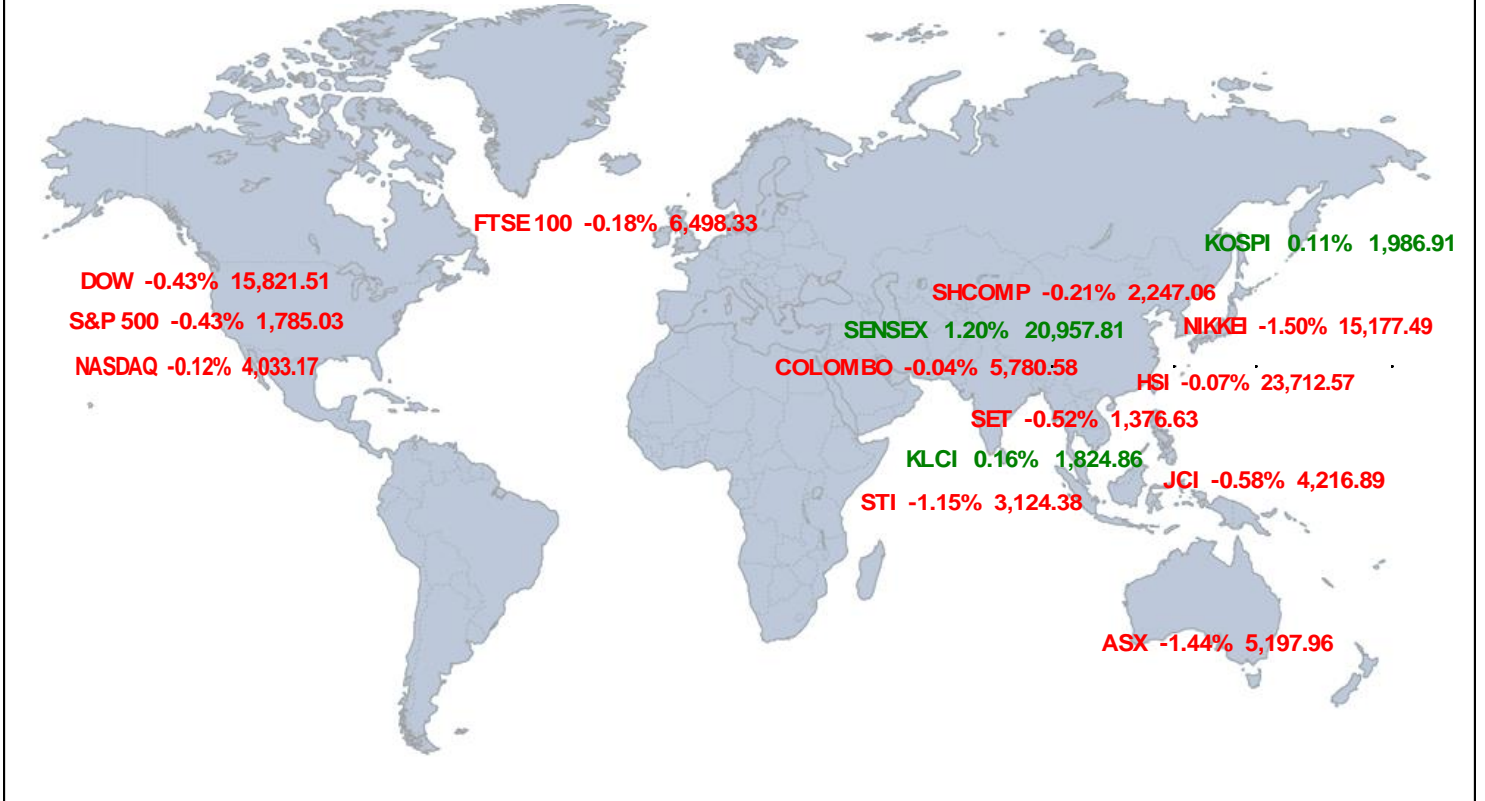 FTSE 100 -0.18% 6,498.33
KOSPI 0.11% 1,986.91
DOW -0.43% 15,821.51
SHCOMP -0.21% 2,247.06
S&P 500 -0.43% 1,785.03
SENSEX 1.20% 20,957.81
NIKKEI -1.50% 15,177.49
NASDAQ -0.12% 4,033.17
COLOMBO -0.04% 5,780.58
HSI -0.07% 23,712.57
SET -0.52% 1,376.63
KLCI 0.16% 1,824.86
JCI -0.58% 4,216.89
STI -1.15% 3,124.38
ASX -1.44% 5,197.96